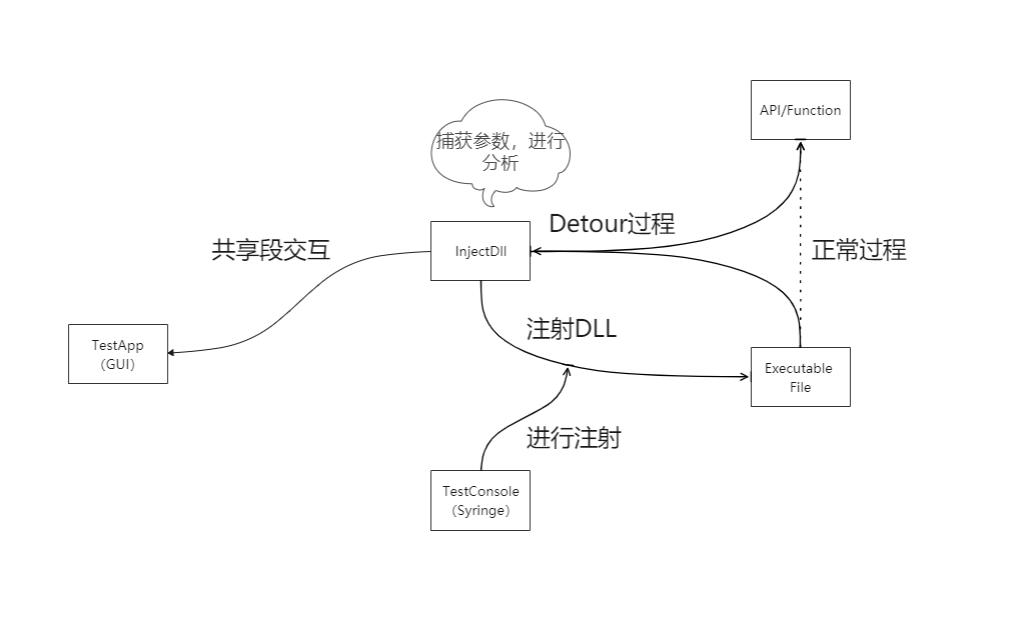 API/Function
捕获参数，进行
分析
Detour过程
共享段交互
InjectDll
正常过程
注射DLL
TestApp
（GUI）
Executable
File
进行注射
TestConsole
（Syringe）